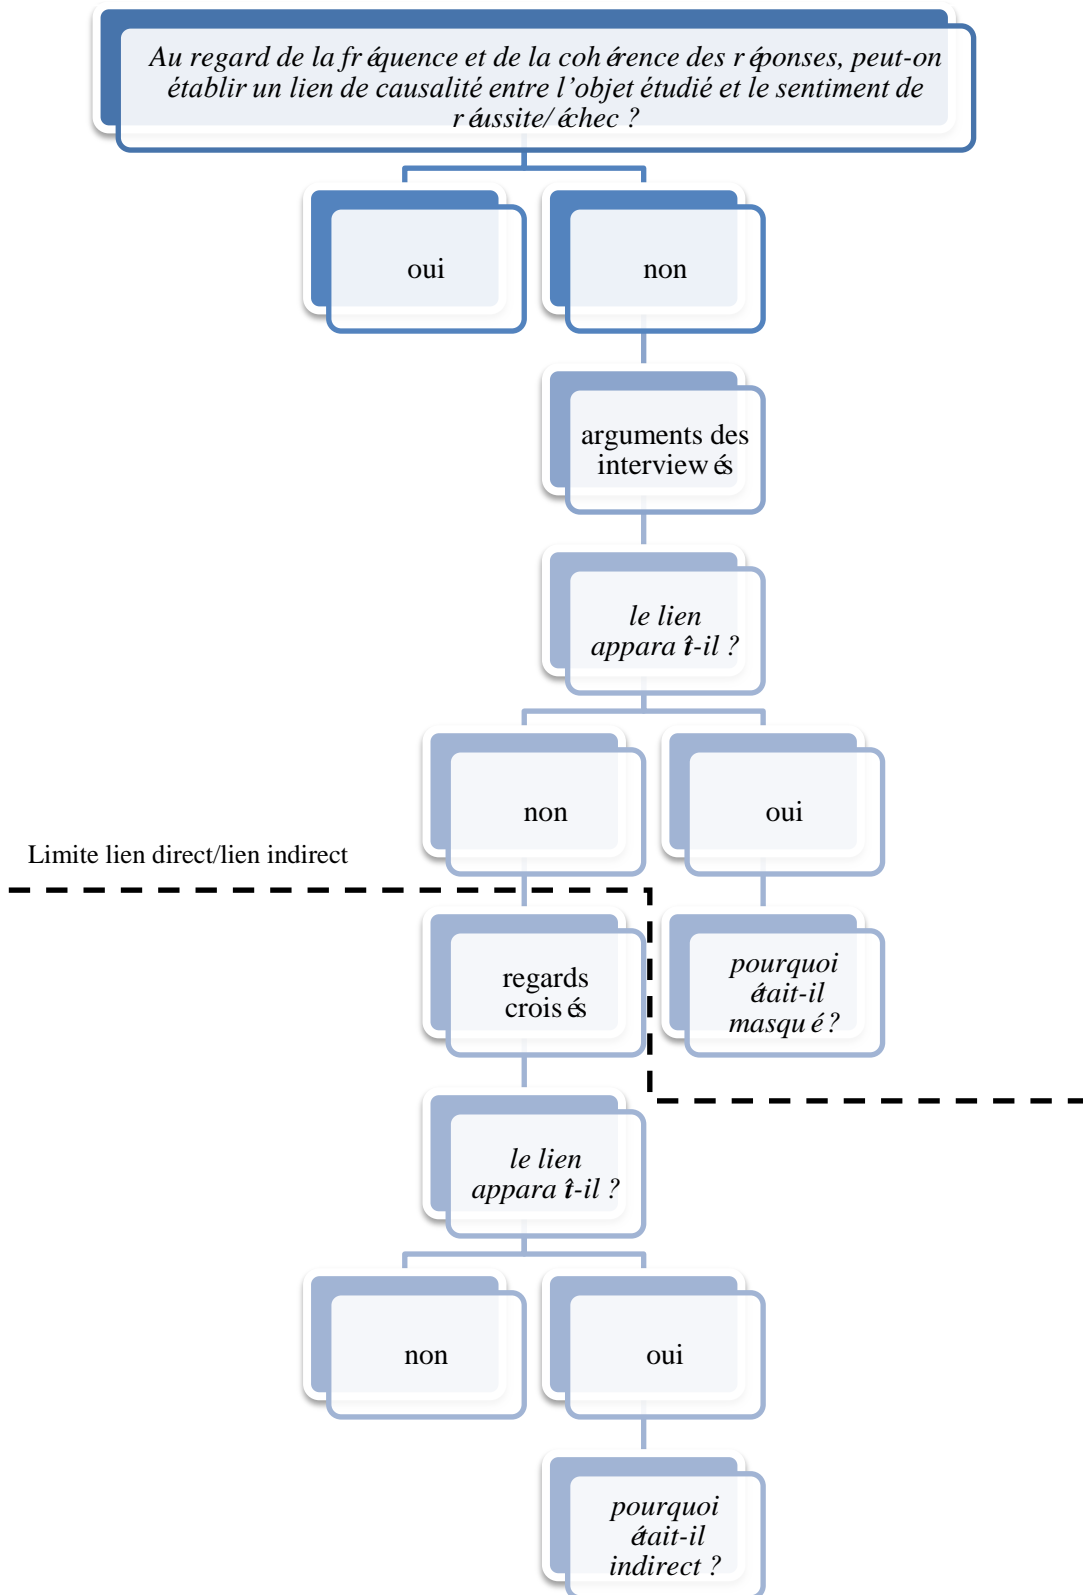 Au regard de la fréquence et de la cohérence des réponses, peut-on
établir un lien de causalité entre l'objet étudié et le sentiment de
réussite/échec ?
oui
non
arguments des
interviewés
le lien
apparaît-il ?
non
oui
Limite lien direct/lien indirect
regards
croisés
pourquoi
était-il
masqué ?
le lien
apparaît-il ?
non
oui
pourquoi
était-il
indirect ?